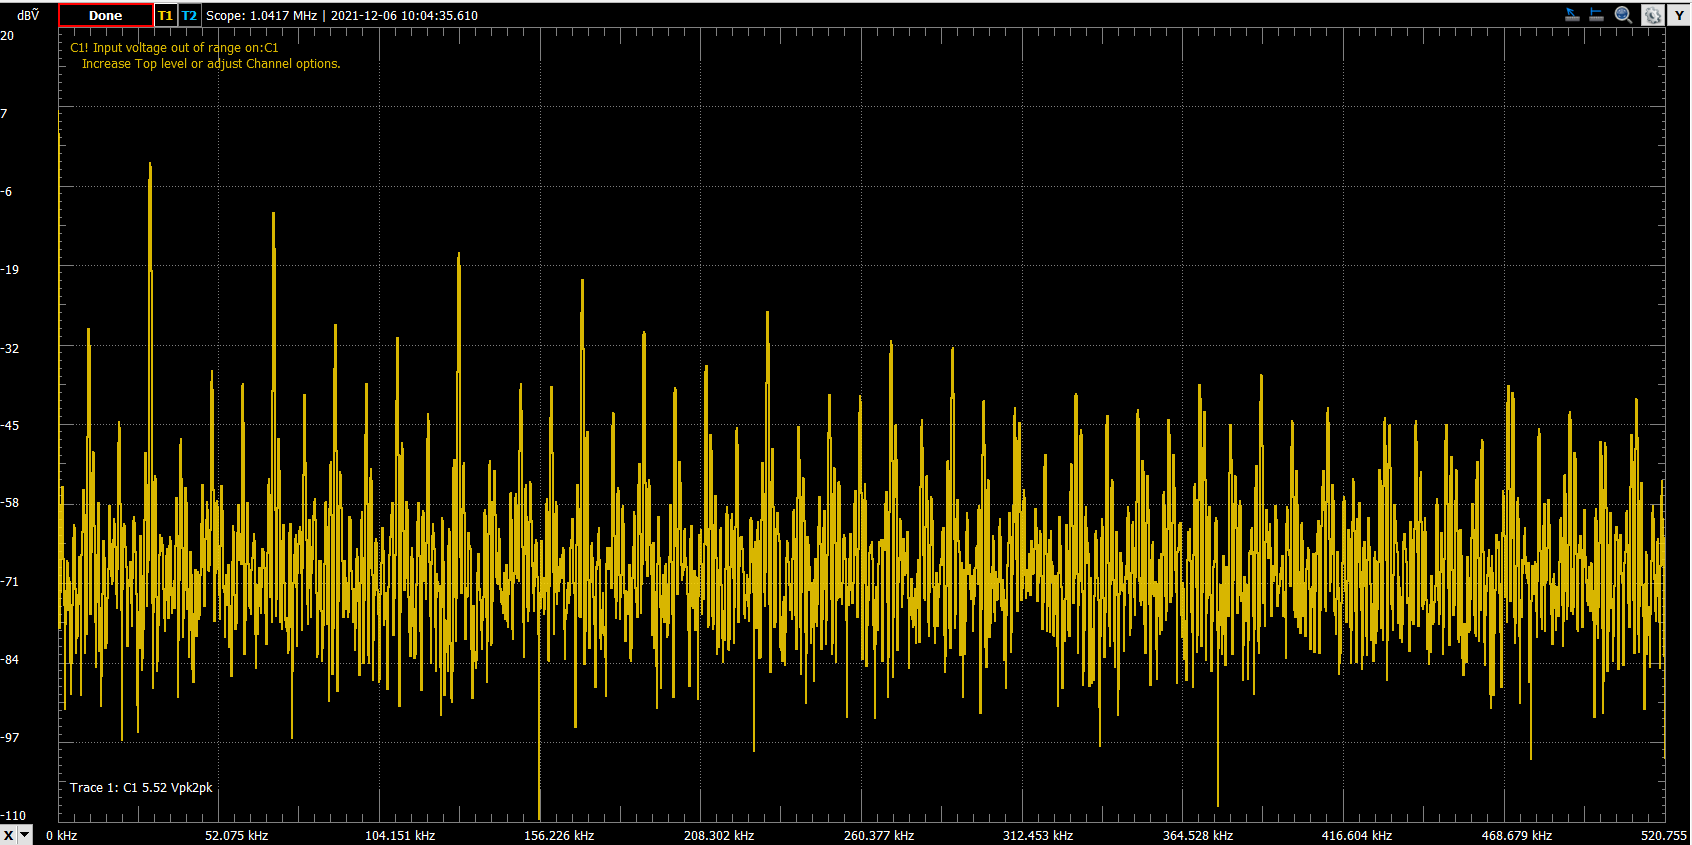 dBṼ Done T1 T2 Scope: 1.0417 MHz | 2021-12-06 10:04:35.610 Y
20
C1! Input voltage out of range on:C1
Increase Top level or adjust Channel options.
7
-6
-19
-32
-45
-58
-71
-84
-97
Trace 1: C1 5.52 Vpk2pk
-110
X 0 kHz 52.075 kHz 104.151 kHz 156.226 kHz 208.302 kHz 260.377 kHz 312.453 kHz 364.528 kHz 416.604 kHz 468.679 kHz 520.755